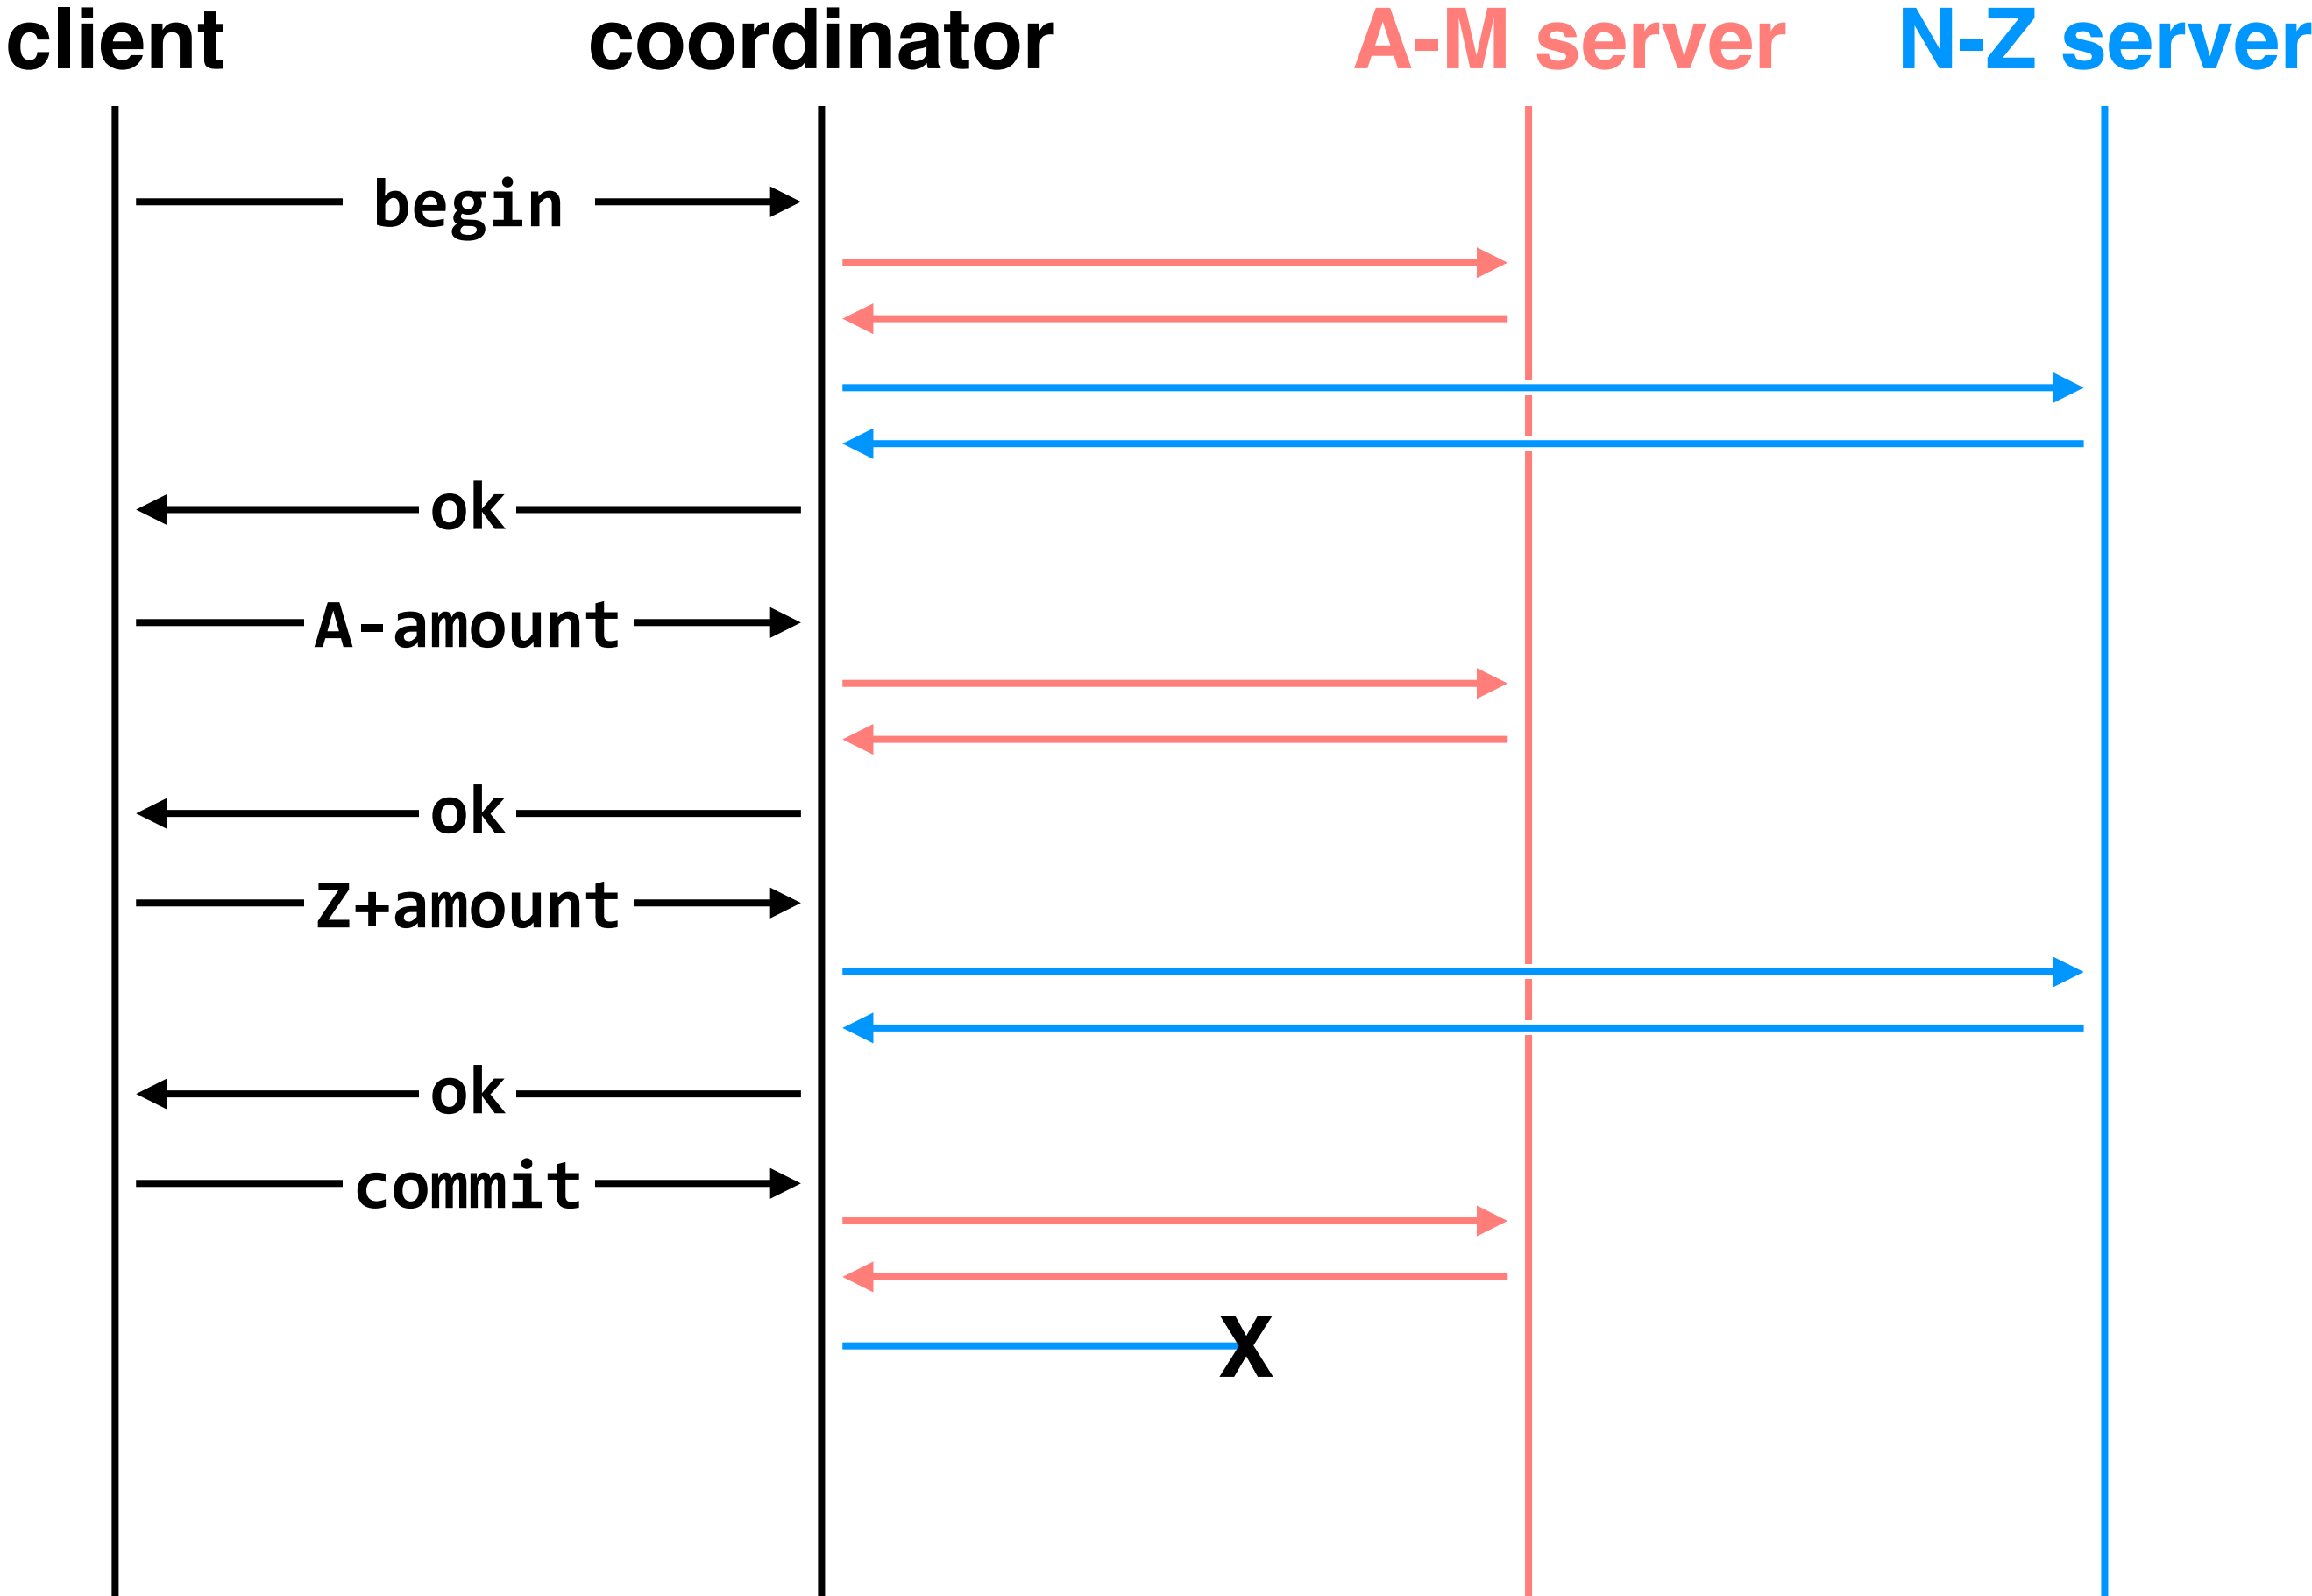 client coordinator A-M server N-Z server
begin
ok
A-amount
ok
Z+amount
ok
commit
X